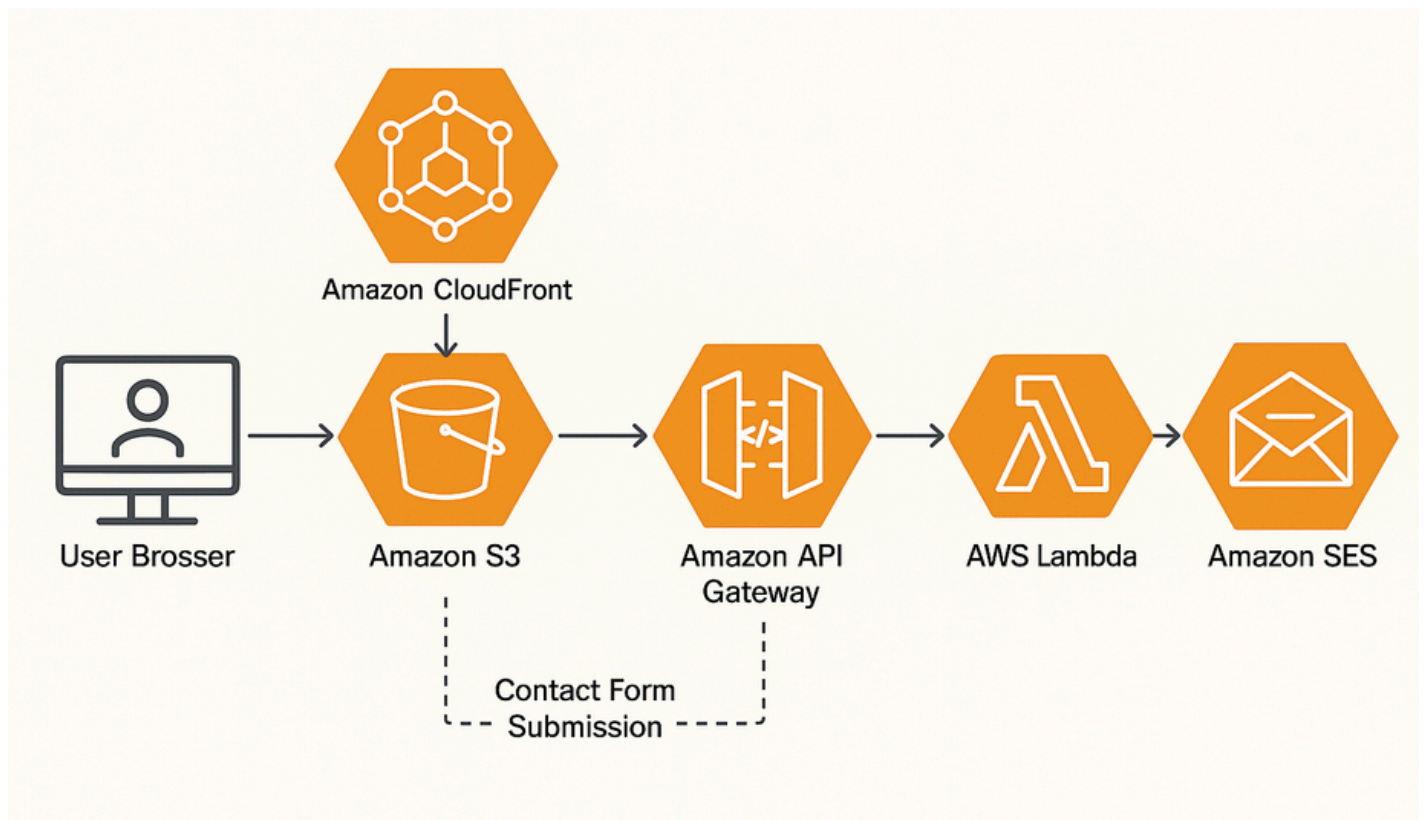 Amazon CloudFront
User Brosser
Amazon S3
Amazon API
Gateway
AWS Lambda
Amazon SES
Contact Form
Submission